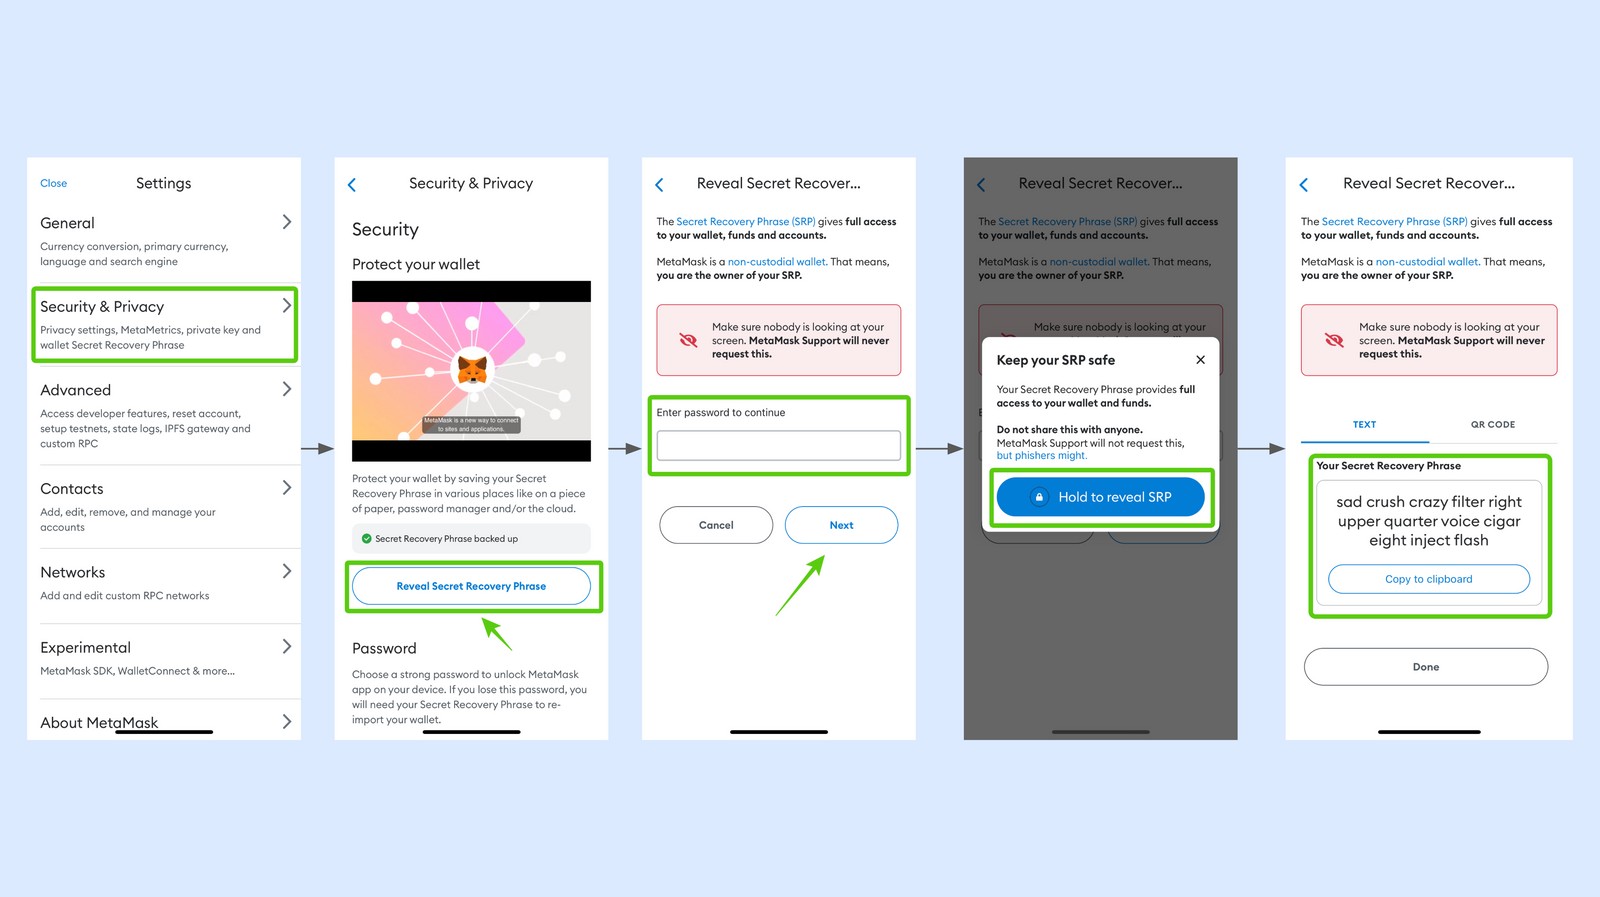 Close
Settings
General
Currency conversion, primary currency,
language and search engine
Security & Privacy
Privacy settings, MetaMetrics, private key and
wallet Secret Recovery Phrase
Advanced
Access developer features, reset account,
setup testnets, state logs, IPFS gateway and
custom RPC
Contacts
Add, edit, remove, and manage your
accounts
Networks
Add and edit custom RPC networks
Experimental
MetaMask SDK, WalletConnect & more...
About MetaMask
Security & Privacy
Security
Protect your wallet
MetaMask is a new way to connect
to sites and applications.
Protect your wallet by saving your Secret
Recovery Phrase in various places like on a piece
of paper, password manager and/or the cloud.
Secret Recovery Phrase backed up
Reveal Secret Recovery Phrase
Password
Choose a strong password to unlock MetaMask
app on your device. If you lose this password, you
will need your Secret Recovery Phrase to re-
import your wallet.
Reveal Secret Recover...
The Secret Recovery Phrase (SRP) gives full access
to your wallet, funds and accounts.
MetaMask is a non-custodial wallet. That means,
you are the owner of your SRP.
Make sure nobody is looking at your
screen. MetaMask Support will never
request this.
Enter password to continue
Cancel
Next
Reveal Secret Recover...
The Secret Recovery Phrase (SRP) gives full access
to your wallet, funds and accounts.
MetaMask is a non-custodial wallet. That means,
you are the owner of your SRP.
Make sure nobody is looking at your
Keep your SRP safe
Your Secret Recovery Phrase provides full
access to your wallet and funds.
Do not share this with anyone.
MetaMask Support will not request this,
but phishers might.
Hold to reveal SRP
Reveal Secret Recover...
The Secret Recovery Phrase (SRP) gives full access
to your wallet, funds and accounts.
MetaMask is a non-custodial wallet. That means,
you are the owner of your SRP.
Make sure nobody is looking at your
screen. MetaMask Support will never
request this.
TEXT
QR CODE
Your Secret Recovery Phrase
sad crush crazy filter right
upper quarter voice cigar
eight inject flash
Copy to clipboard
Done